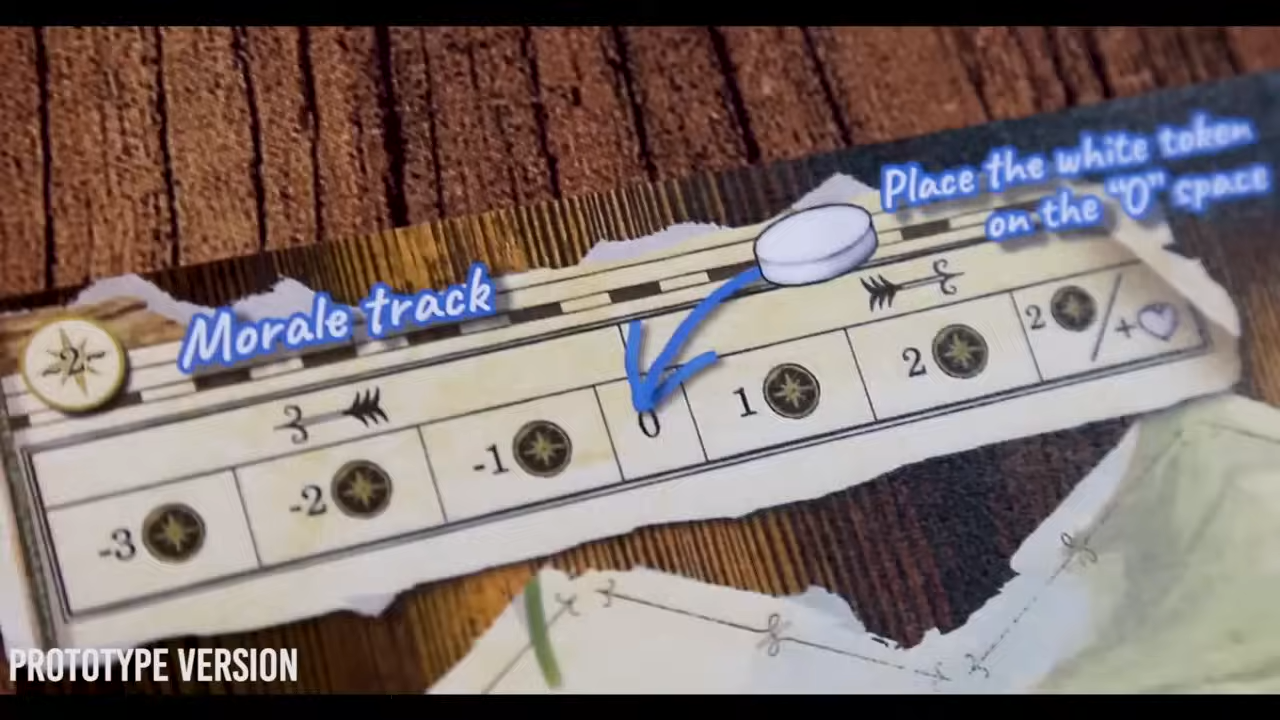 Place the white token
on the "0" space
Morale track
2
-3
-2
-1
0
1
2
2 / +
PROTOTYPE VERSION